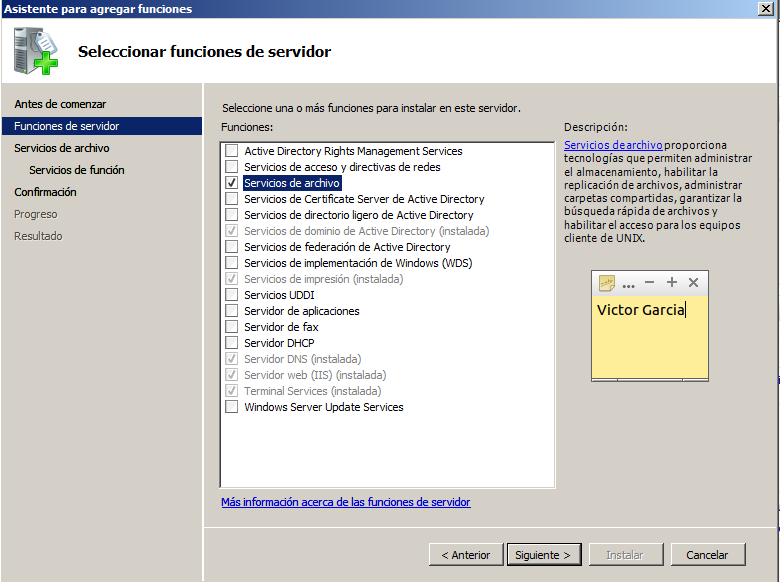 Asistente para agregar funciones
Seleccionar funciones de servidor
Antes de comenzar
Funciones de servidor
Servicios de archivo
Servicios de función
Confirmación
Progreso
Resultado
Seleccione una o más funciones para instalar en este servidor.
Funciones:
Active Directory Rights Management Services
Servicios de acceso y directivas de redes
Servicios de archivo
Servicios de Certificate Server de Active Directory
Servicios de directorio ligero de Active Directory
Servicios de dominio de Active Directory (instalada)
Servicios de federación de Active Directory
Servicios de implementación de Windows (WDS)
Servicios de impresión (instalada)
Servicios UDDI
Servidor de aplicaciones
Servidor de fax
Servidor DHCP
Servidor DNS (instalada)
Servidor web (IIS) (instalada)
Terminal Services (instalada)
Windows Server Update Services
Más información acerca de las funciones de servidor
Descripción:
Servicios de archivo proporciona
tecnologías que permiten administrar
el almacenamiento, habilitar la
replicación de archivos, administrar
carpetas compartidas, garantizar la
búsqueda rápida de archivos y
habilitar el acceso para los equipos
cliente de UNIX.
Victor Garcia
< Anterior
Siguiente >
Instalar
Cancelar